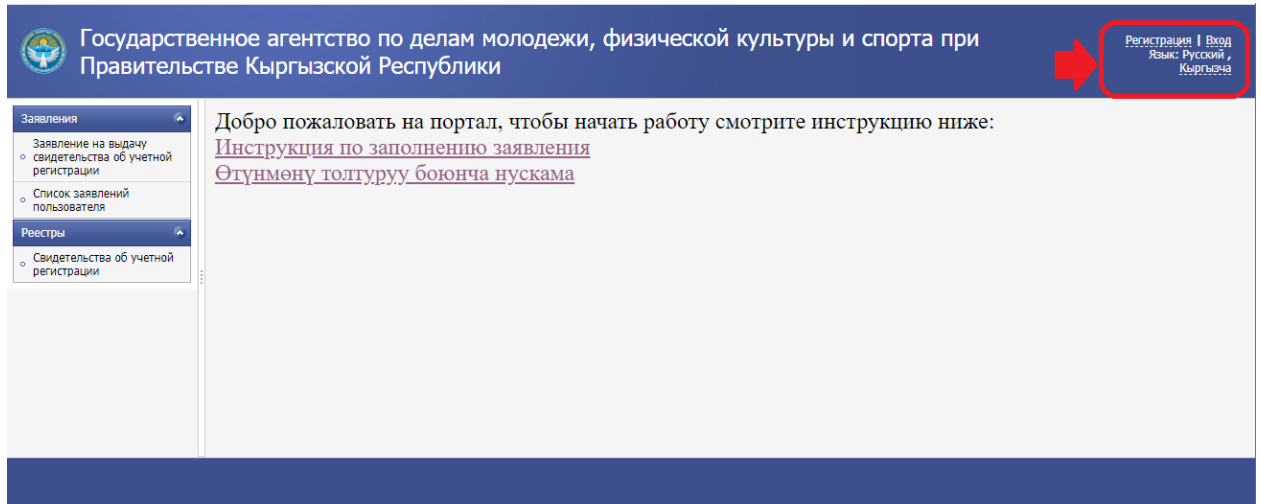 Государственное агентство по делам молодежи, физической культуры и спорта при
Правительстве Кыргызской Республики
Регистрация | Вход
Язык: Русский ,
Кыргызча
Заявления
Заявление на выдачу
свидетельства об учетной
регистрации
Список заявлений
пользователя
Реестры
Свидетельства об учетной
регистрации
Добро пожаловать на портал, чтобы начать работу смотрите инструкцию ниже:
Инструкция по заполнению заявления
Өтүнмөнү толтуруу боюнча нускама